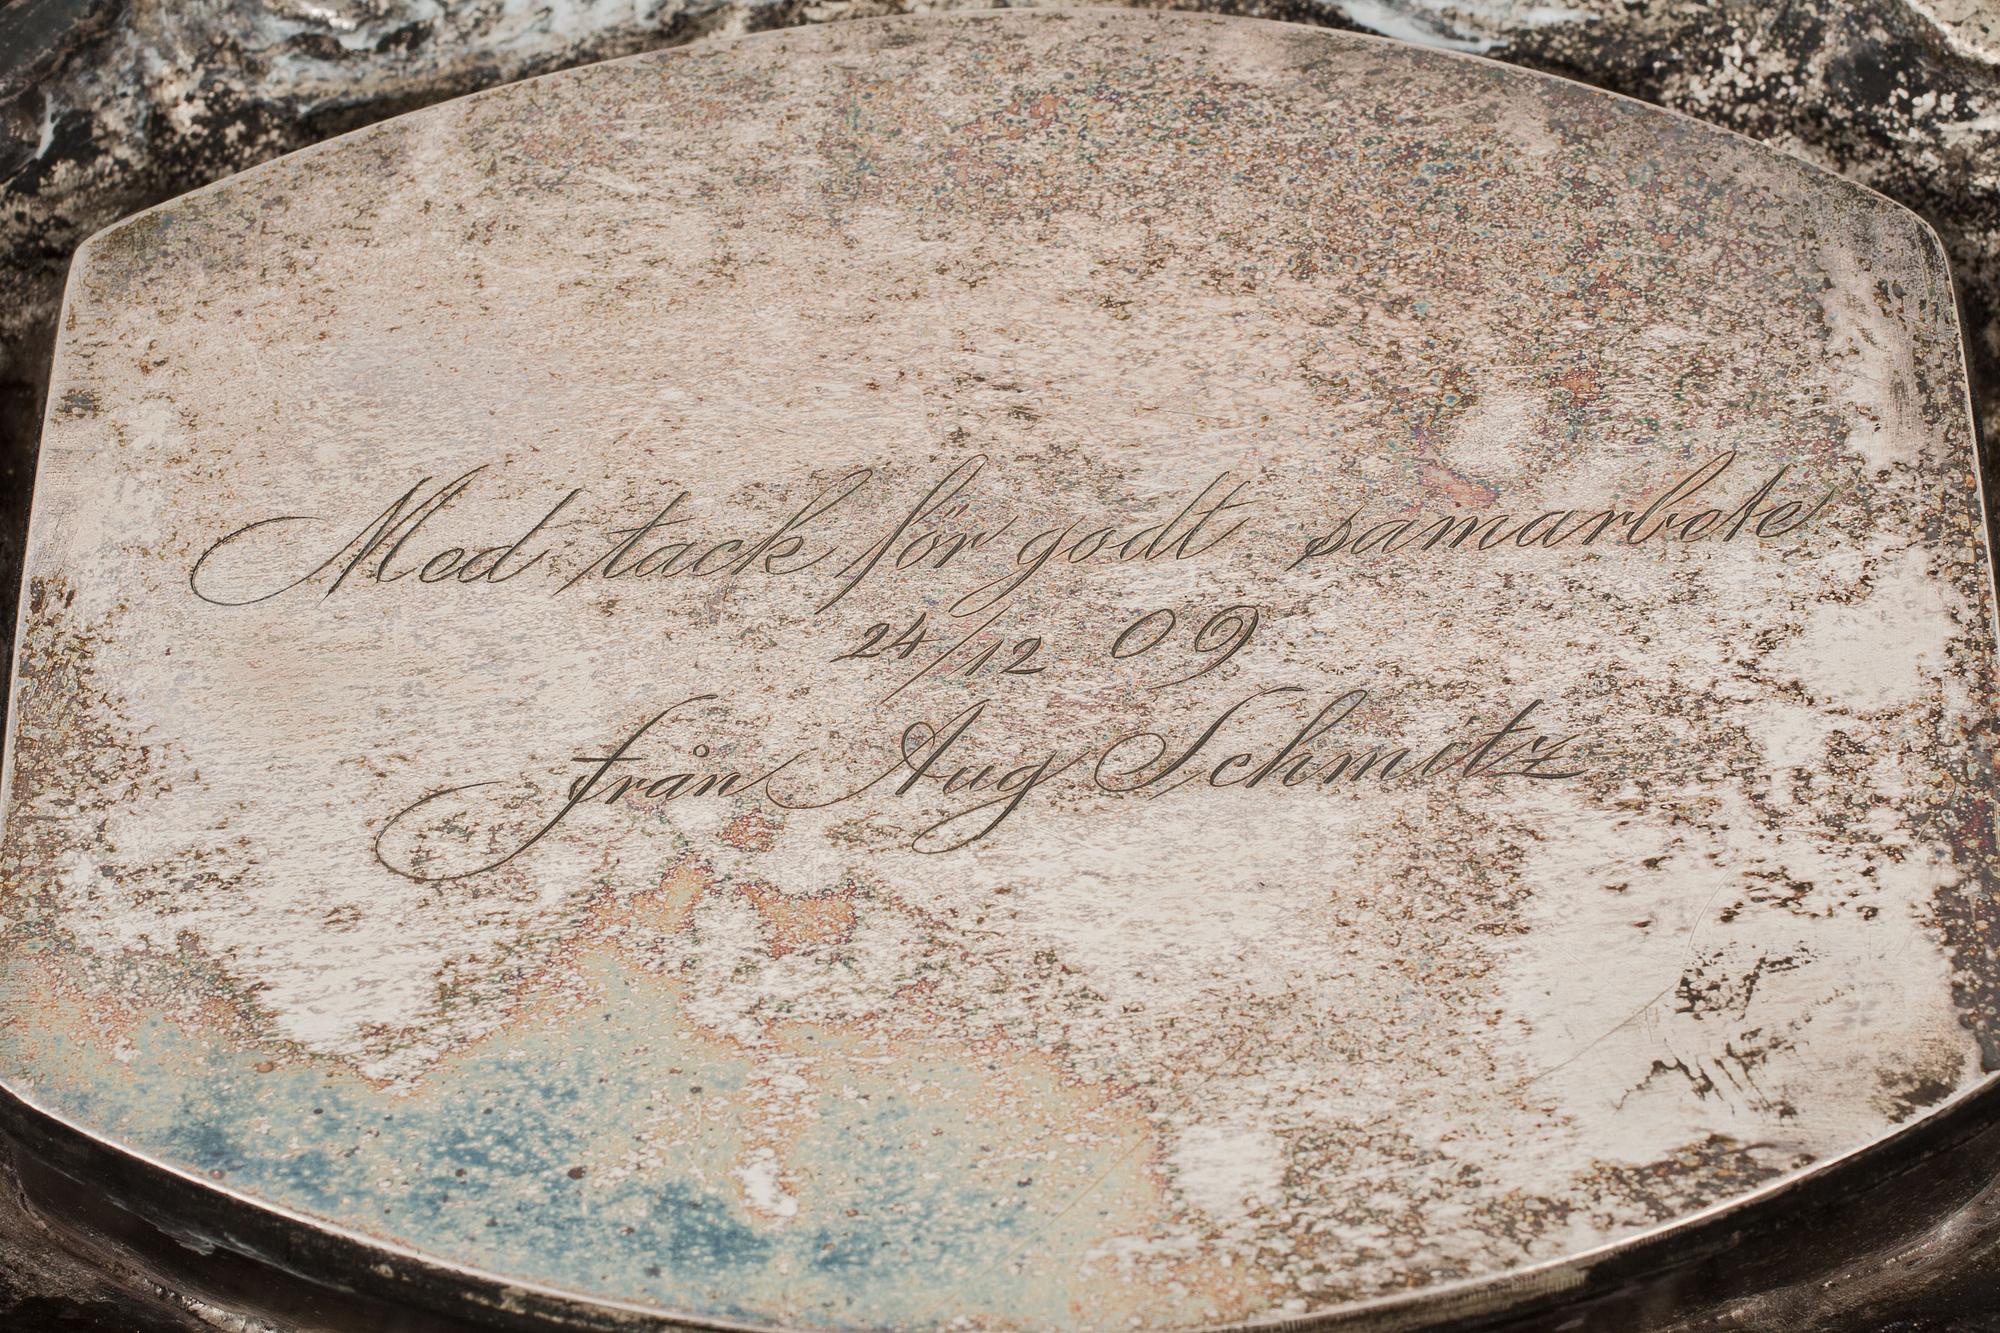 Med tack för godt samarbete
24/12 09
från Aug Schmitz